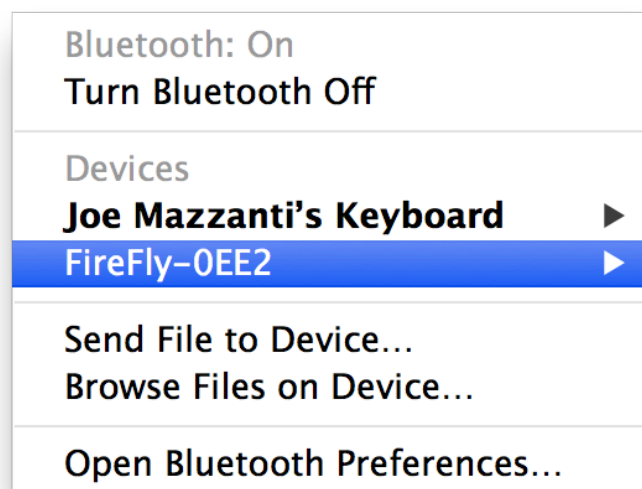 Bluetooth: On
Turn Bluetooth Off
Devices
Joe Mazzanti’s Keyboard
FireFly-0EE2
Send File to Device...
Browse Files on Device...
Open Bluetooth Preferences...